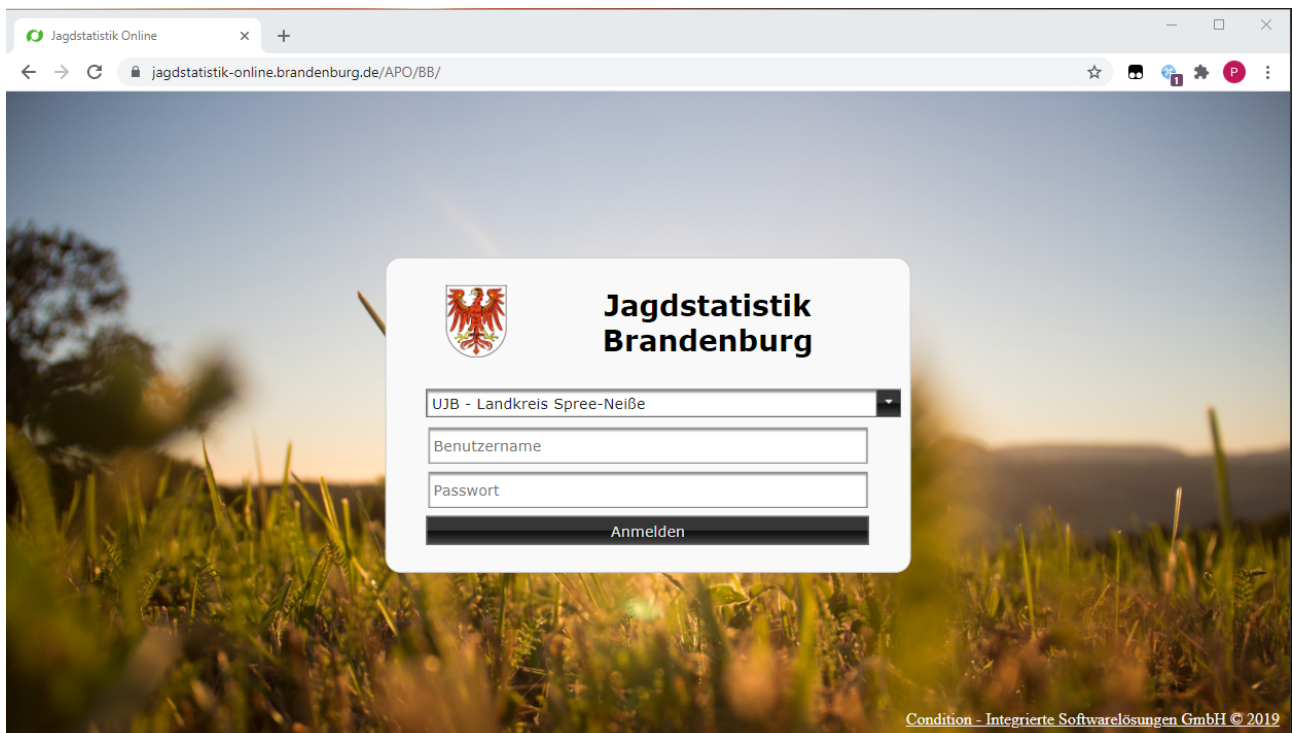 Jagdstatistik Online
jagdstatistik-online.brandenburg.de/APO/BB/
1
P
Jagdstatistik
Brandenburg
UJB - Landkreis Spree-Neiße
Benutzername
Passwort
Anmelden
Condition - Integrierte Softwarelösungen GmbH © 2019